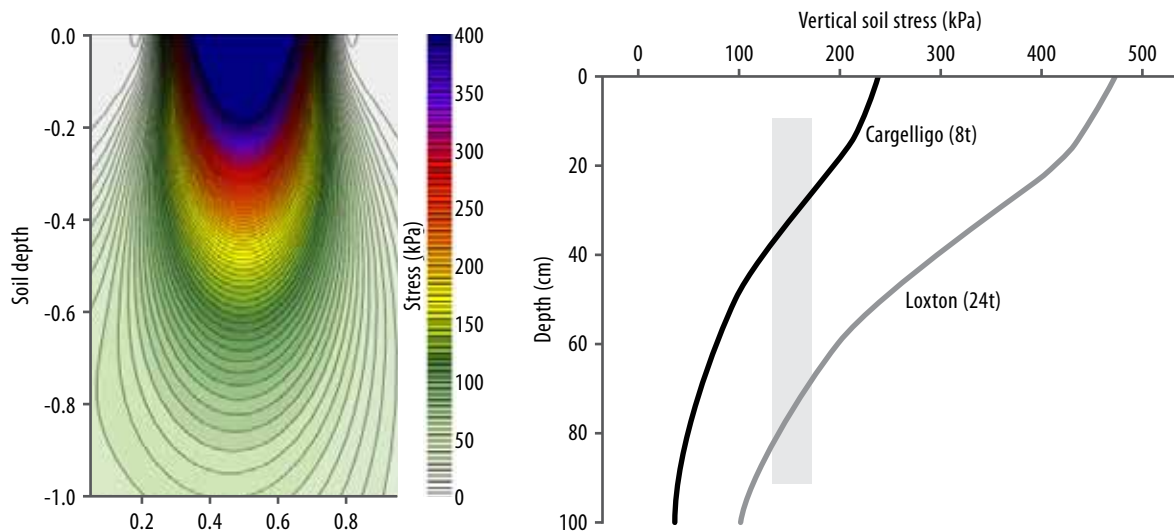 0.0
-0.2
-0.4
-0.6
-0.8
-1.0
Soil depth
0.2 0.4 0.6 0.8
400
350
300
250
200
150
100
50
0
Stress (kPa)
Vertical soil stress (kPa)
0 100 200 300 400 500
0
20
40
60
80
100
Depth (cm)
Cargelligo (8t)
Loxton (24t)